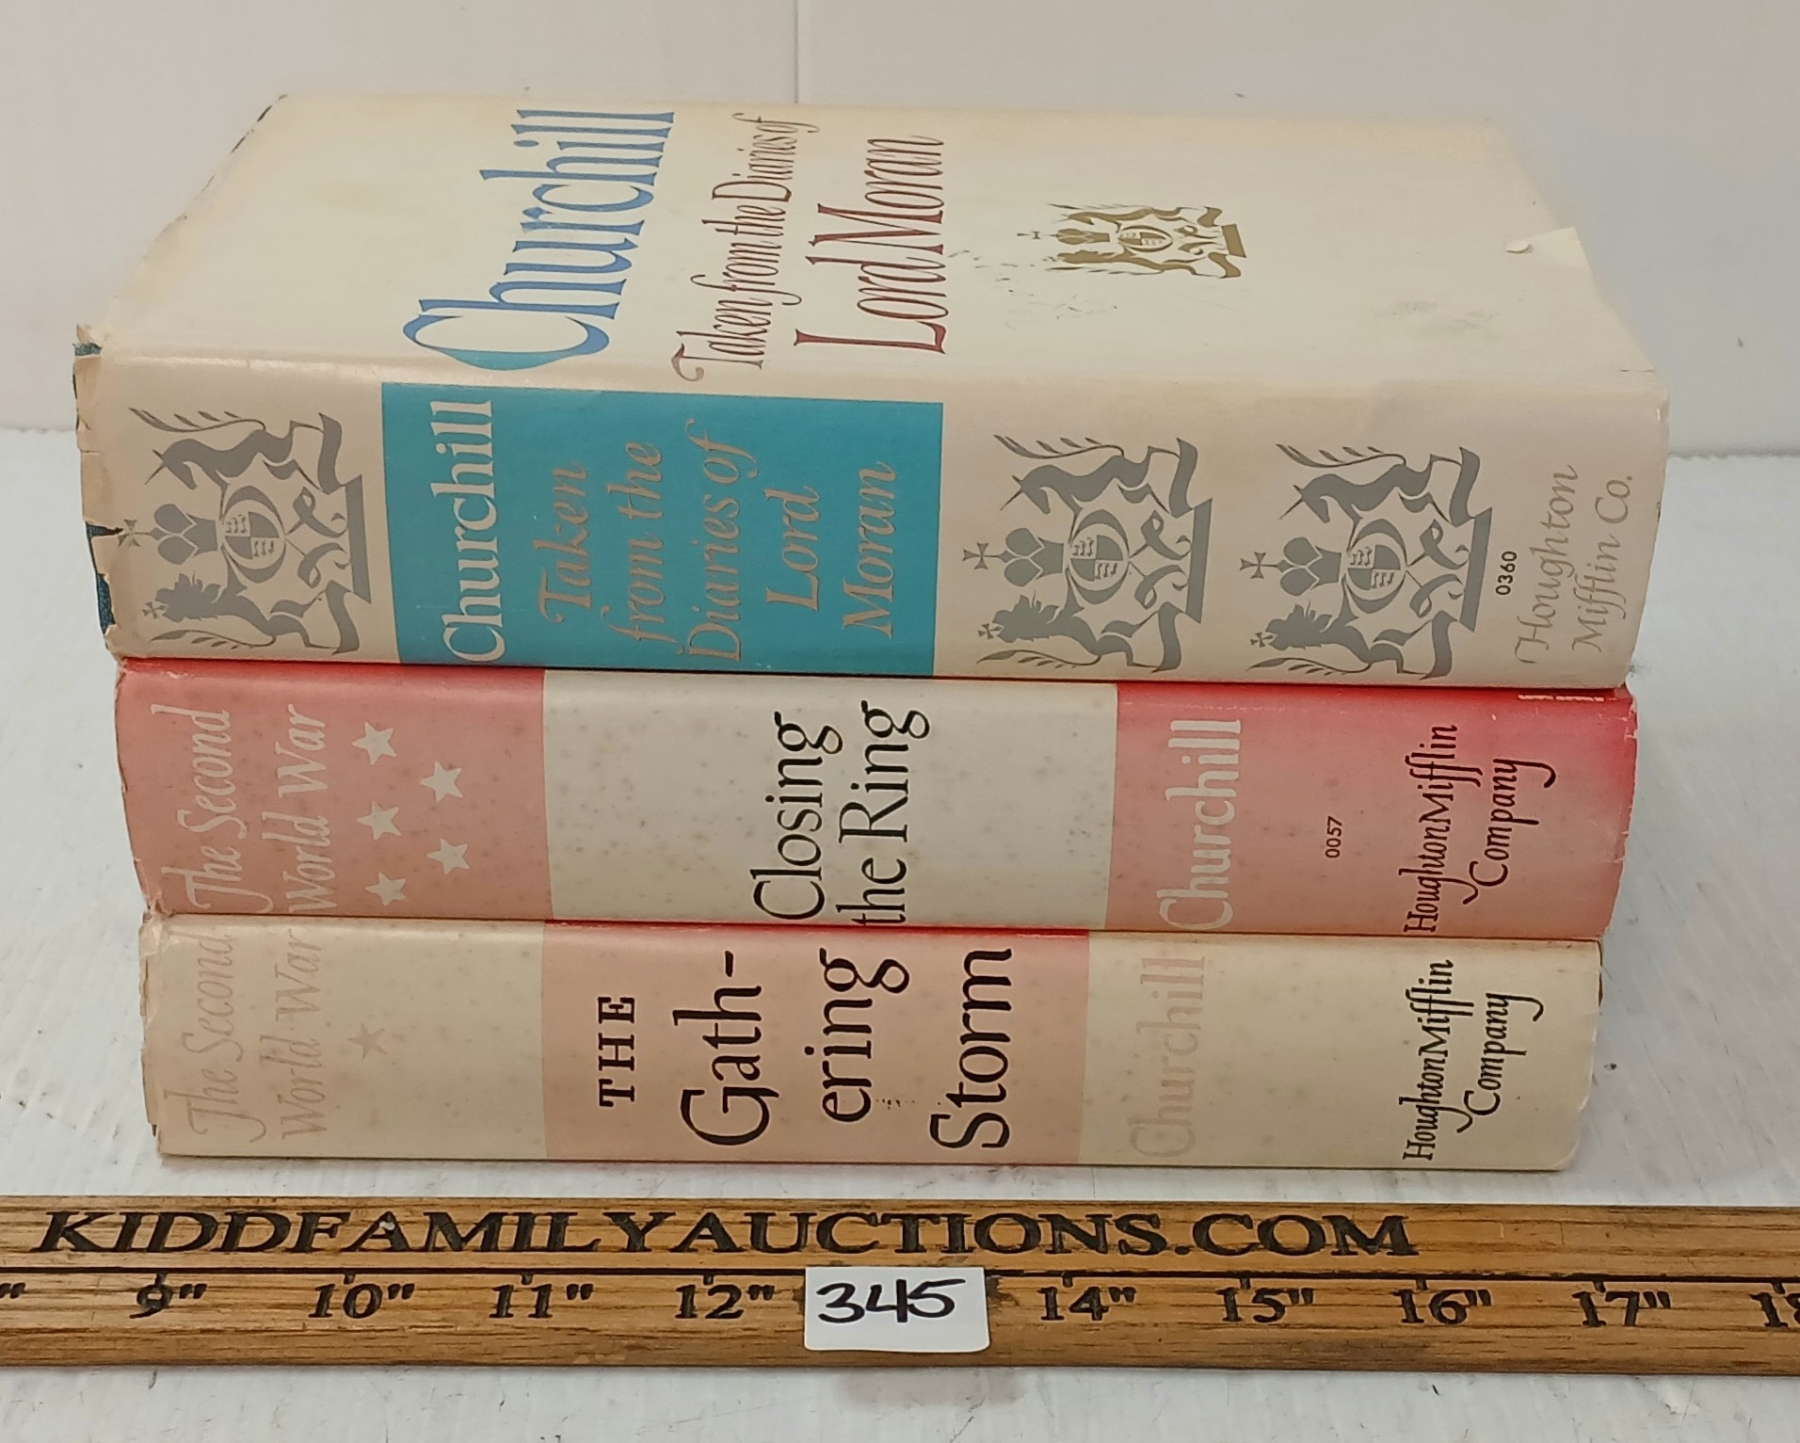 Churchill
Taken from the Diaries of
Lord Moran
Churchill
Taken
from the
Diaries of
Lord
Moran
0360
Houghton
Mifflin Co.
The Second
World War
Closing
the Ring
Churchill
0057
Houghton Mifflin
Company
The Second
World War
THE
Gath-
ering
Storm
Churchill
Houghton Mifflin
Company
KIDDFAMILYAUCTIONS.COM
9" 10" 11" 12" 345 14" 15" 16" 17" 18